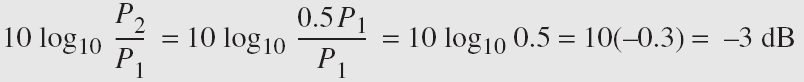 10 log₁₀ P₂/P₁ = 10 log₁₀ 0.5P₁/P₁ = 10 log₁₀ 0.5 = 10(–0.3) = –3 dB